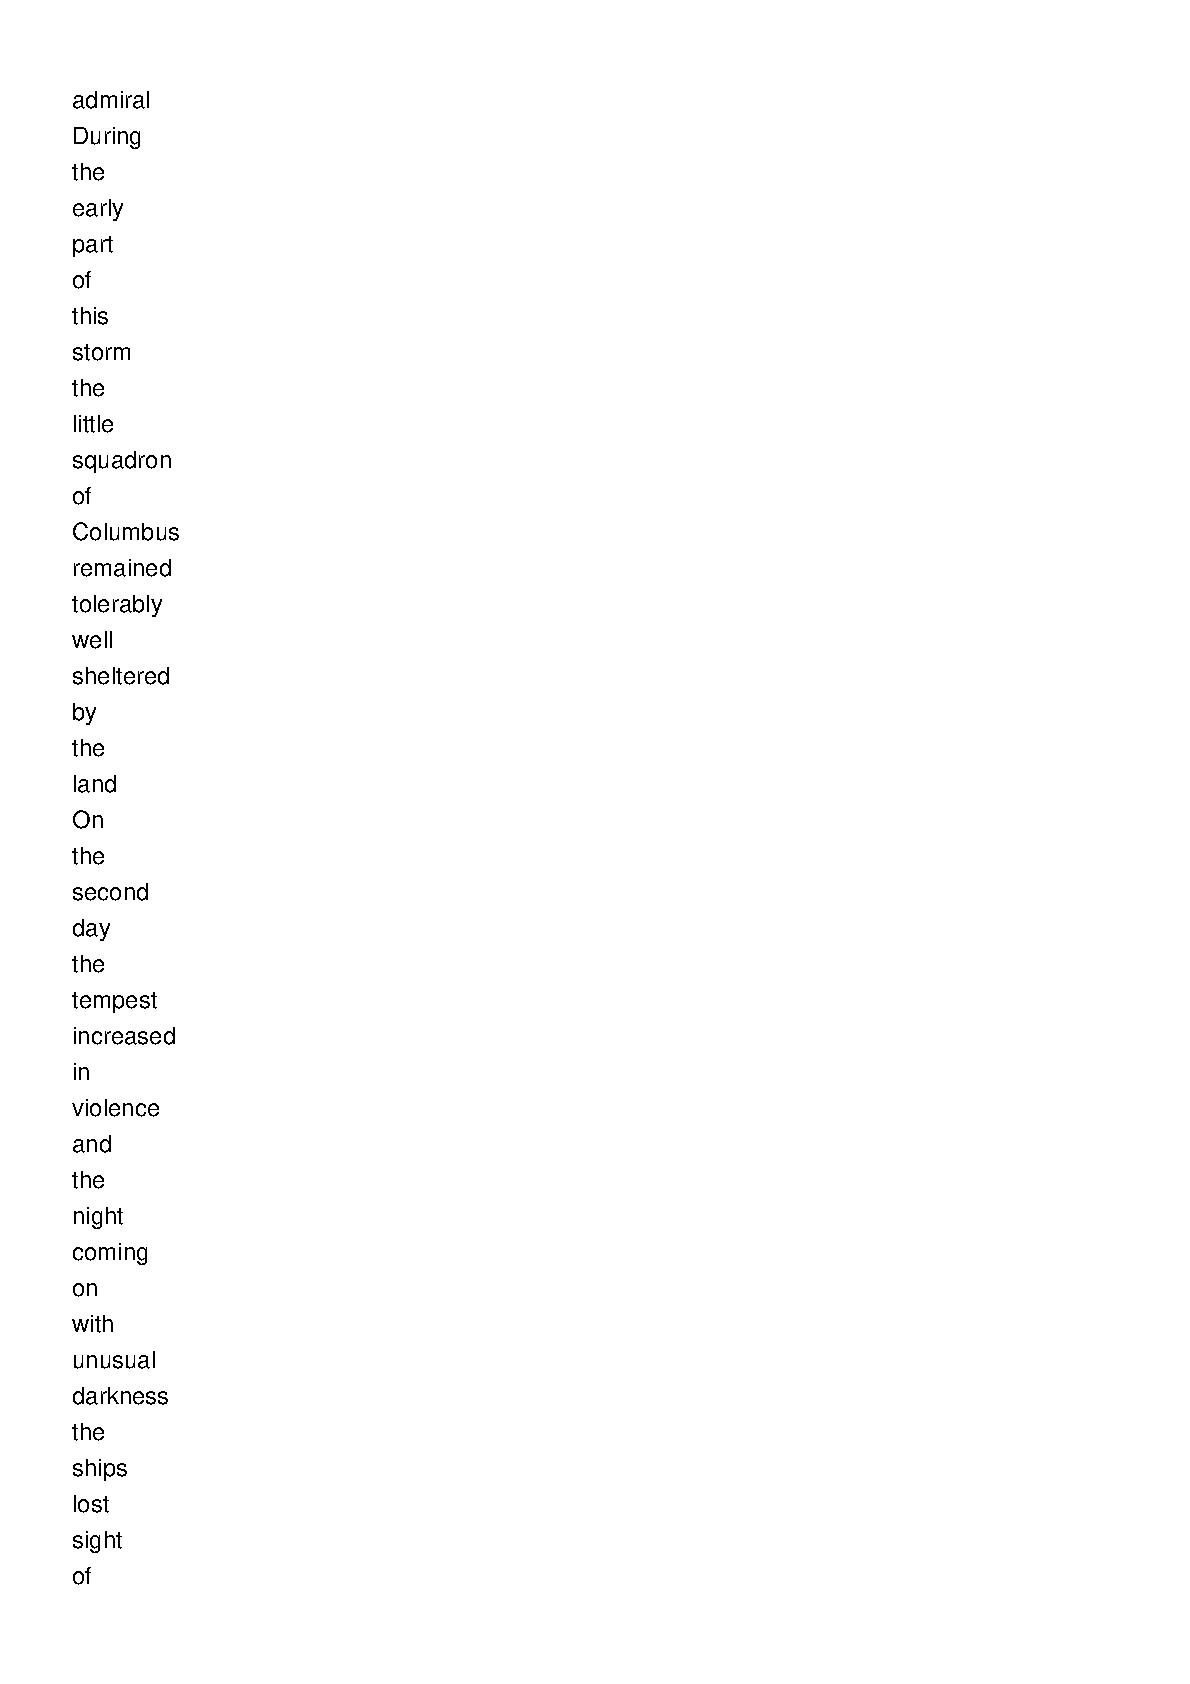 admiral
During
the
early
part
of
this
storm
the
little
squadron
of
Columbus
remained
tolerably
well
sheltered
by
the
land
On
the
second
day
the
tempest
increased
in
violence
and
the
night
coming
on
with
unusual
darkness
the
ships
lost
sight
of